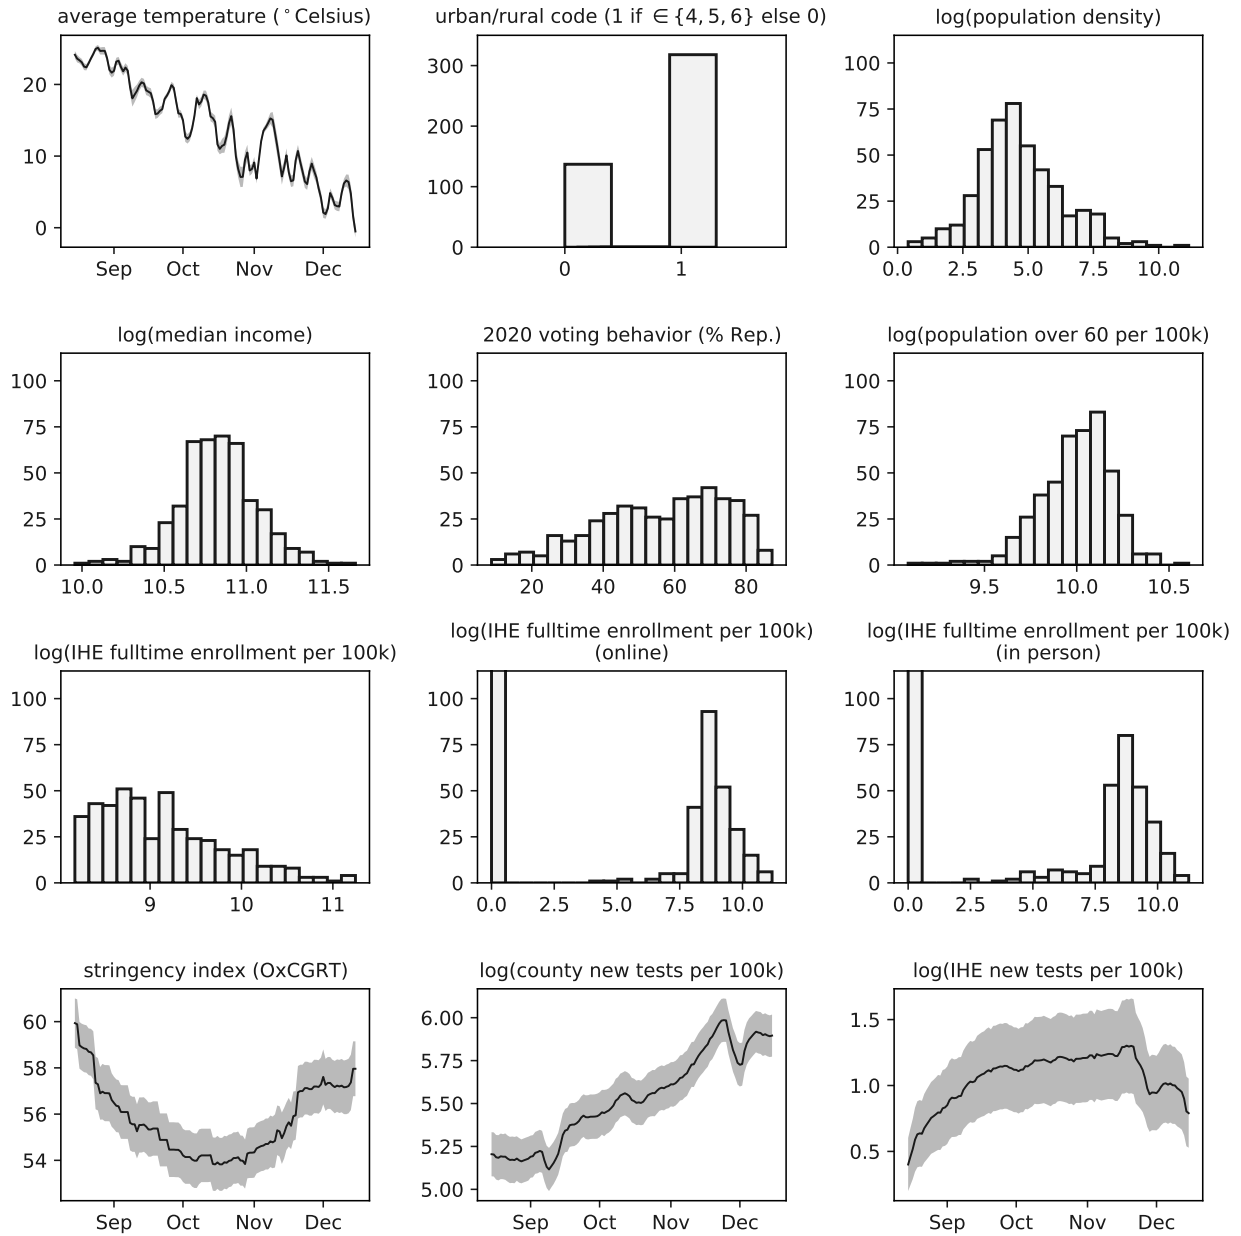 average temperature (°Celsius)
20
10
0
Sep Oct Nov Dec
urban/rural code (1 if ∈ {4, 5, 6} else 0)
300
200
100
0
0 1
log(population density)
100
75
50
25
0
0.0 2.5 5.0 7.5 10.0
log(median income)
100
75
50
25
0
10.0 10.5 11.0 11.5
2020 voting behavior (% Rep.)
100
75
50
25
0
20 40 60 80
log(population over 60 per 100k)
100
75
50
25
0
9.5 10.0 10.5
log(IHE fulltime enrollment per 100k)
100
75
50
25
0
9 10 11
log(IHE fulltime enrollment per 100k)
(online)
100
75
50
25
0
0.0 2.5 5.0 7.5 10.0
log(IHE fulltime enrollment per 100k)
(in person)
100
75
50
25
0
0.0 2.5 5.0 7.5 10.0
stringency index (OxCGRT)
60
58
56
54
Sep Oct Nov Dec
log(county new tests per 100k)
6.00
5.75
5.50
5.25
5.00
Sep Oct Nov Dec
log(IHE new tests per 100k)
1.5
1.0
0.5
Sep Oct Nov Dec